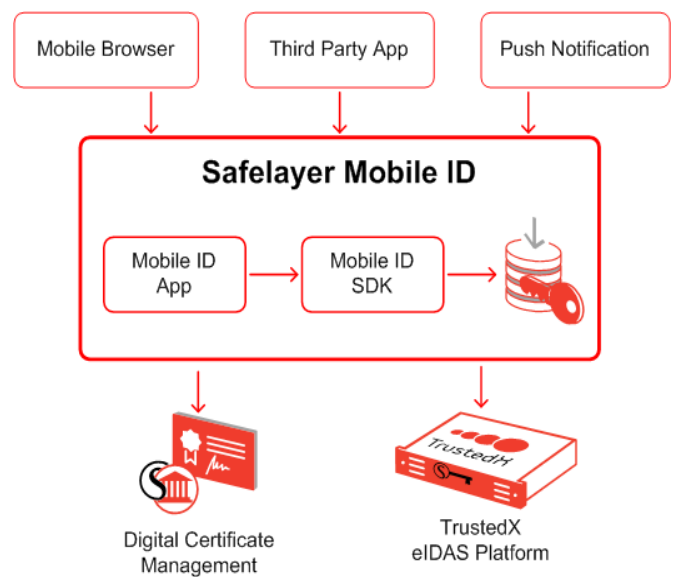 Mobile Browser
Third Party App
Push Notification
Safelayer Mobile ID
Mobile ID
App
Mobile ID
SDK
TrustedX
Digital Certificate
Management
TrustedX
eIDAS Platform